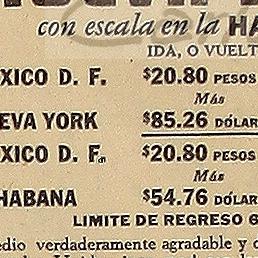 con escala en la HA
IDA, O VUELT
XICO D. F. $20.80 PESOS
Más
EVA YORK $85.26 DÓLAR
XICO D. F. $20.80 PESOS
Más
HABANA $54.76 DÓLAR
LIMITE DE REGRESO 6
edio verdaderamente agradable y c